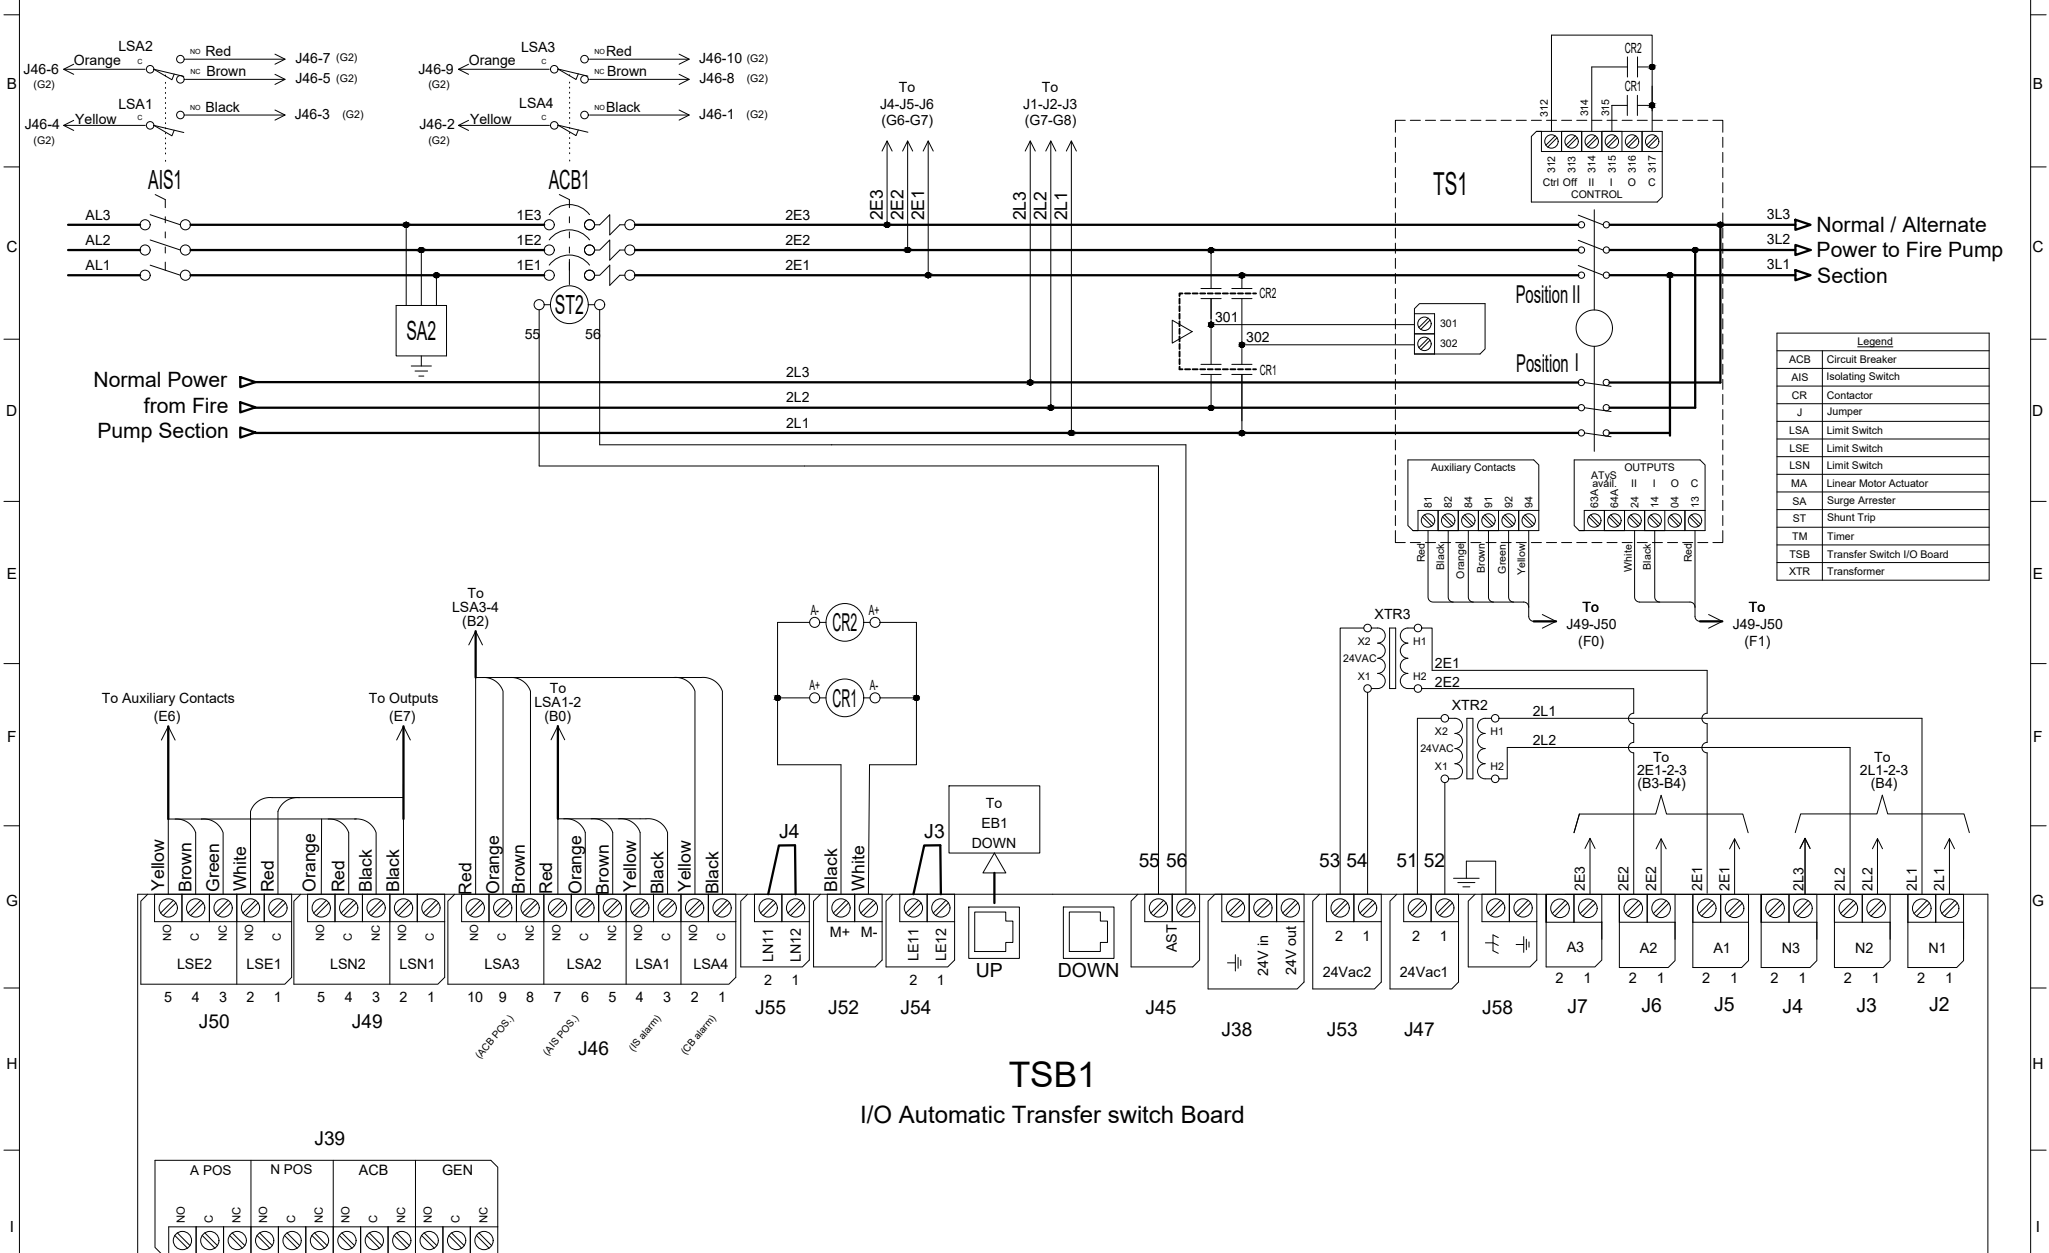 LSA2
Orange
C
NO Red
J46-7 (G2)
J46-6
(G2)
NC Brown
J46-5 (G2)
LSA1
Yellow
C
NO Black
J46-3 (G2)
J46-4
(G2)
LSA3
Orange
C
NO Red
J46-10 (G2)
J46-9
(G2)
NC Brown
J46-8 (G2)
LSA4
Yellow
C
NO Black
J46-1 (G2)
J46-2
(G2)
B
B
To
J4-J5-J6
(G6-G7)
To
J1-J2-J3
(G7-G8)
2E3
2E2
2E1
2L3
2L2
2L1
CR2
CR1
312
314
315
312 313 314 315 316 317
Ctrl Off II I O C
CONTROL
TS1
AIS1
ACB1
AL3
1E3
2E3
3L3
AL2
1E2
2E2
3L2
AL1
1E1
2E1
3L1
Normal / Alternate
Power to Fire Pump
Section
C
C
SA2
ST2
55
56
CR2
301
302
CR1
301
302
Position II
Position I
Normal Power
from Fire
Pump Section
2L3
2L2
2L1
D
D
Legend
ACB Circuit Breaker
AIS Isolating Switch
CR Contactor
J Jumper
LSA Limit Switch
LSE Limit Switch
LSN Limit Switch
MA Linear Motor Actuator
SA Surge Arrester
ST Shunt Trip
TM Timer
TSB Transfer Switch I/O Board
XTR Transformer
Auxiliary Contacts
81 82 84 91 92 94
Red Black Orange Brown Green Yellow
To
J49-J50
(F0)
OUTPUTS
ATyS
avail. II I O C
63A 64A 24 14 04 13
White Black Red
To
J49-J50
(F1)
E
E
To
LSA3-4
(B2)
A- CR2 A+
A+ CR1 A-
XTR3
X2
24VAC
X1
H1
H2
2E1
2E2
XTR2
X2
24VAC
X1
H1
H2
2L1
2L2
To Auxiliary Contacts
(E6)
To Outputs
(E7)
To
LSA1-2
(B0)
To
2E1-2-3
(B3-B4)
To
2L1-2-3
(B4)
F
F
Yellow Brown Green White Red
Orange Red Black Black
Red Orange Brown Red Orange Brown Yellow Black Yellow Black
J4
Black White
J3
To
EB1
DOWN
55 56
53 54
51 52
2E3 2E2 2E2 2E1 2E1
2L3 2L2 2L2 2L1 2L1
G
G
NO C NC NO C
LSE2 LSE1
5 4 3 2 1
J50
NO C NC NO C
LSN2 LSN1
5 4 3 2 1
J49
NO C NC NO C NC NO C NO C
LSA3 LSA2 LSA1 LSA4
10 9 8 7 6 5 4 3 2 1
(ACB POS.) (AIS POS.) (IS alarm) (CB alarm)
J46
LN11 LN12
2 1
J55
M+ M-
J52
LE11 LE12
2 1
J54
UP
DOWN
AST
J45
24V in 24V out
J38
2 1
24Vac2
J53
2 1
24Vac1
J47
J58
A3
2 1
J7
A2
2 1
J6
A1
2 1
J5
N3
2 1
J4
N2
2 1
J3
N1
2 1
J2
H
H
TSB1
I/O Automatic Transfer switch Board
J39
A POS N POS ACB GEN
NO C NC NO C NC NO C NC NO C NC
I
I